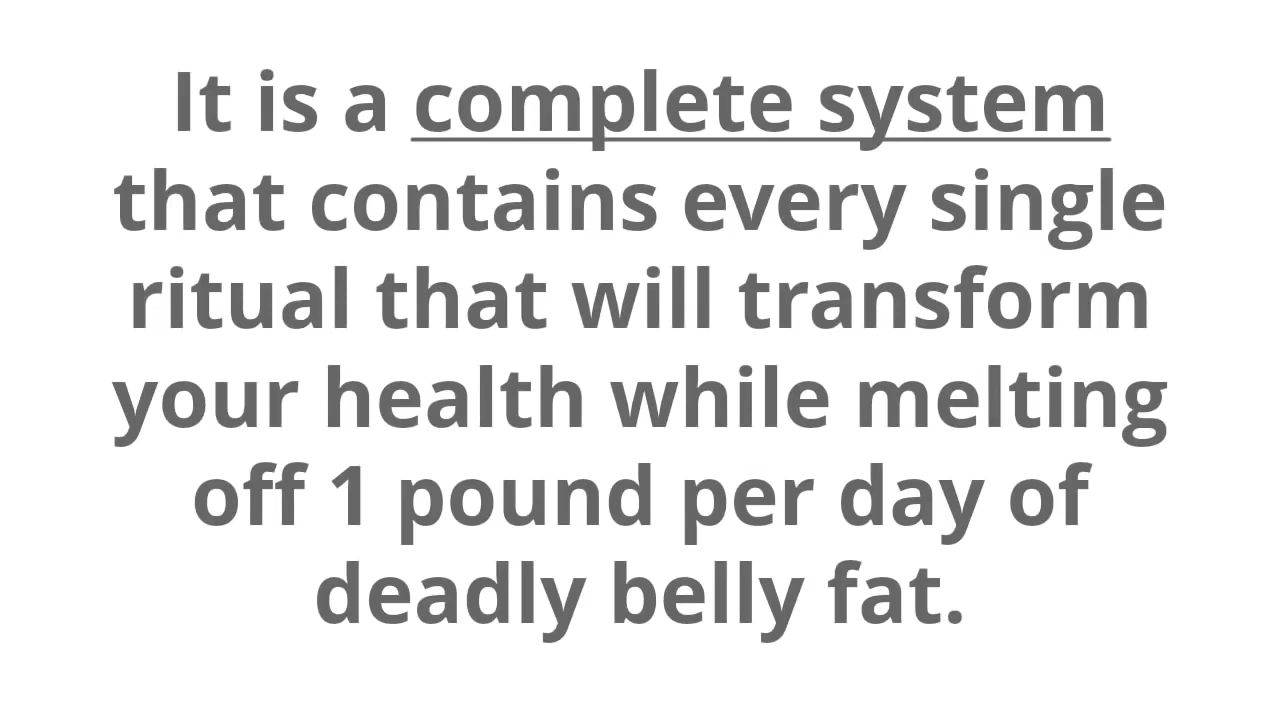 It is a complete system
that contains every single
ritual that will transform
your health while melting
off 1 pound per day of
deadly belly fat.